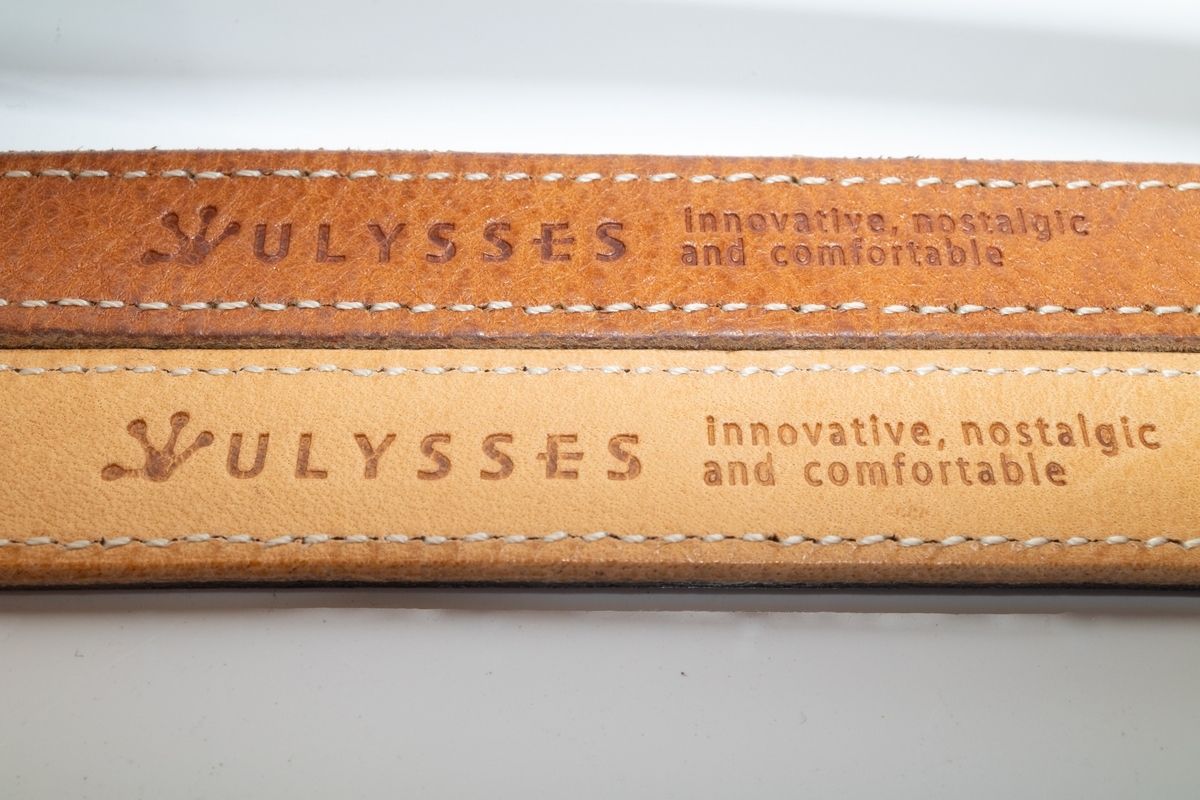 ULYSSES
innovative, nostalgic
and comfortable
ULYSSES
innovative, nostalgic
and comfortable